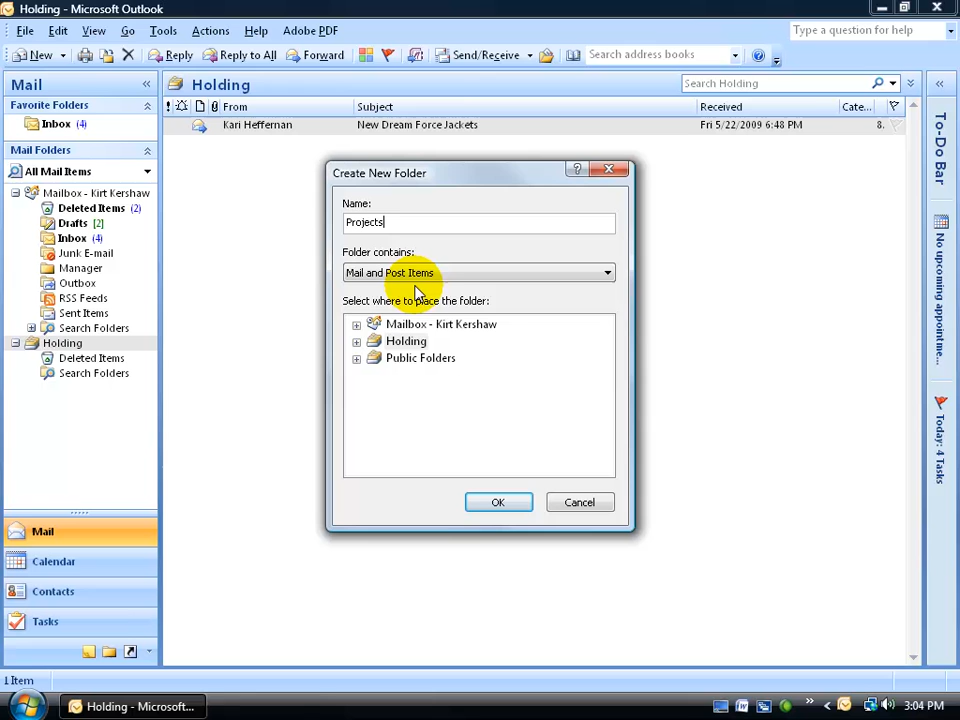 Holding - Microsoft Outlook
File Edit View Go Tools Actions Help Adobe PDF
Type a question for help
New Reply Reply to All Forward Send/Receive Search address books
Mail
Holding
Search Holding
Favorite Folders
! From Subject Received Cate...
Inbox (4)
Kari Heffernan New Dream Force Jackets Fri 5/22/2009 6:48 PM 8.
Mail Folders
All Mail Items
Mailbox - Kirt Kershaw
Deleted Items (2)
Drafts [2]
Inbox (4)
Junk E-mail
Manager
Outbox
RSS Feeds
Sent Items
Search Folders
Holding
Deleted Items
Search Folders
Create New Folder
Name:
Projects
Folder contains:
Mail and Post Items
Select where to place the folder:
Mailbox - Kirt Kershaw
Holding
Public Folders
OK Cancel
To-Do Bar
No upcoming appointme...
Today: 4 Tasks
Mail
Calendar
Contacts
Tasks
1 Item
Holding - Microsoft... 3:04 PM